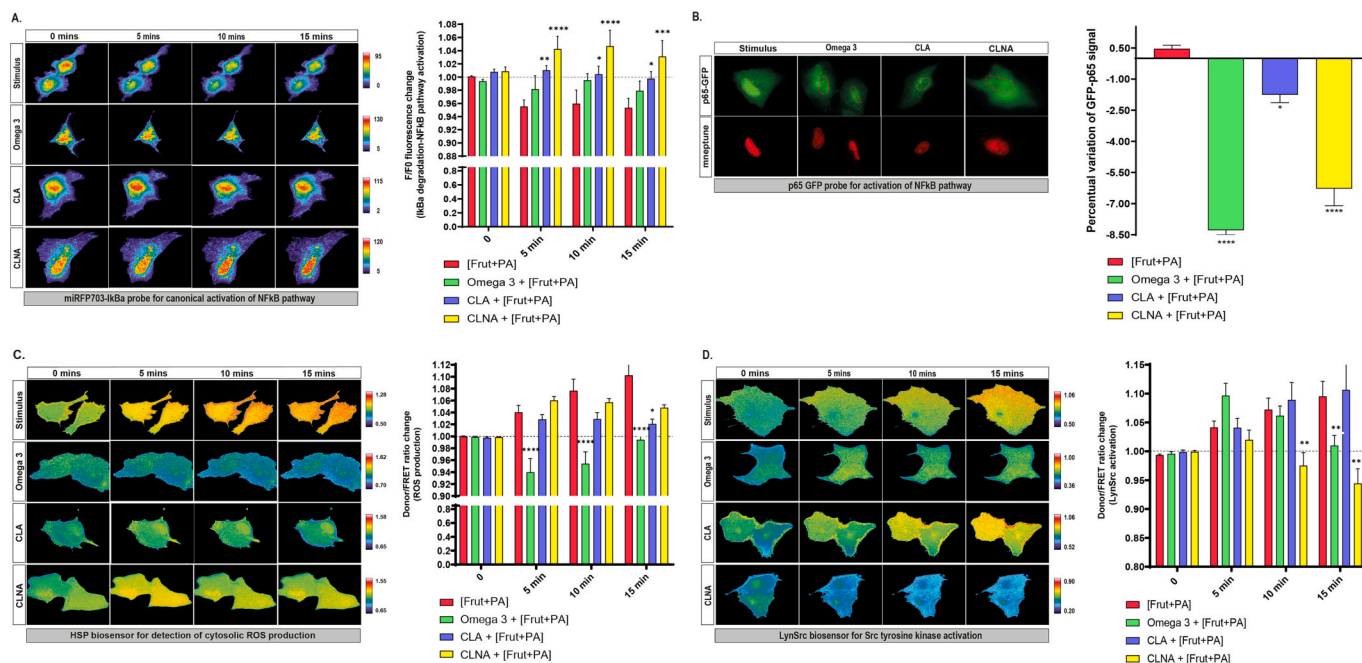 A.
0 mins 5 mins 10 mins 15 mins
Stimulus
95
0
Omega 3
130
5
CLA
115
2
CLNA
120
5
miRFP703-IkBa probe for canonical activation of NFkB pathway
F/F0 fluorescence change
(IkBa degradation-NFkB pathway activation)
1.08
1.06
1.04
1.02
1.00
0.98
0.96
0.94
0.92
0.90
0.88
0.8
0.6
0.4
0.2
0.0
** **** * **** * ***
0 5 min 10 min 15 min
[Frut+PA]
Omega 3 + [Frut+PA]
CLA + [Frut+PA]
CLNA + [Frut+PA]
B.
Stimulus Omega 3 CLA CLNA
p65-GFP
mneptune
p65 GFP probe for activation of NFkB pathway
Percentual variation of GFP-p65 signal
0.50
-1.00
-2.50
-7.00
-8.50
**** * ****
[Frut+PA]
Omega 3 + [Frut+PA]
CLA + [Frut+PA]
CLNA + [Frut+PA]
C.
0 mins 5 mins 10 mins 15 mins
Stimulus
1.28
0.50
Omega 3
1.62
0.70
CLA
1.58
0.65
CLNA
1.55
0.65
HSP biosensor for detection of cytosolic ROS production
Donor/FRET ratio change
(ROS production)
1.12
1.10
1.08
1.06
1.04
1.02
1.00
0.98
0.96
0.94
0.92
0.90
0.8
0.6
0.4
0.2
0.0
**** **** **** *
0 5 min 10 min 15 min
[Frut+PA]
Omega 3 + [Frut+PA]
CLA + [Frut+PA]
CLNA + [Frut+PA]
D.
0 mins 5 mins 10 mins 15 mins
Stimulus
1.06
0.50
Omega 3
1.00
0.36
CLA
1.06
0.52
CLNA
0.90
0.20
LynSrc biosensor for Src tyrosine kinase activation
Donor/FRET ratio change
(LynSrc activation)
1.15
1.10
1.05
1.00
0.95
0.90
0.85
0.80
** ** **
0 5 min 10 min 15 min
[Frut+PA]
Omega 3 + [Frut+PA]
CLA + [Frut+PA]
CLNA + [Frut+PA]